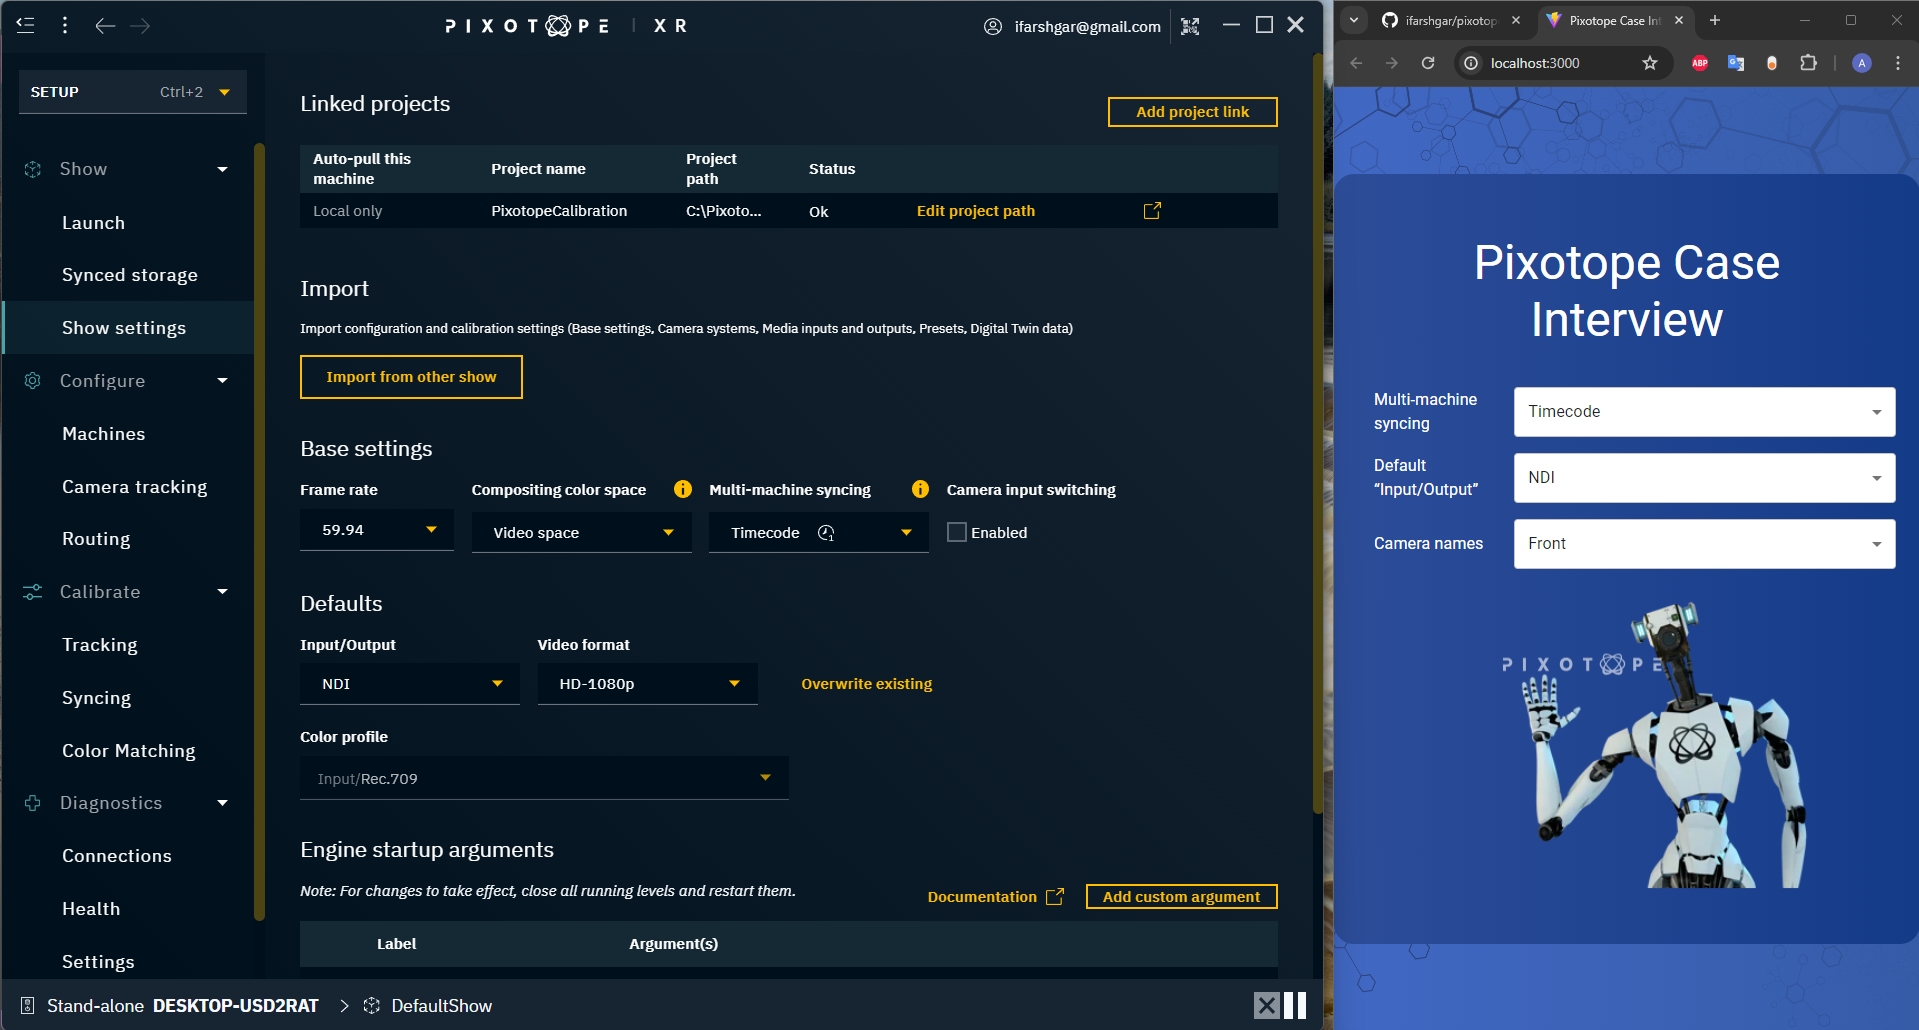 PIXOTOPE | XR
ifarshgar@gmail.com
SETUP Ctrl+2
Show
Launch
Synced storage
Show settings
Configure
Machines
Camera tracking
Routing
Calibrate
Tracking
Syncing
Color Matching
Diagnostics
Connections
Health
Settings
Linked projects
Add project link
Auto-pull this machine Project name Project path Status
Local only PixotopeCalibration C:\Pixoto... Ok Edit project path
Import
Import configuration and calibration settings (Base settings, Camera systems, Media inputs and outputs, Presets, Digital Twin data)
Import from other show
Base settings
Frame rate Compositing color space Multi-machine syncing Camera input switching
59.94 Video space Timecode Enabled
Defaults
Input/Output Video format
NDI HD-1080p Overwrite existing
Color profile
Input/Rec.709
Engine startup arguments
Note: For changes to take effect, close all running levels and restart them.
Documentation Add custom argument
Label Argument(s)
Stand-alone DESKTOP-USD2RAT > DefaultShow
ifarshgar/pixotop
Pixotope Case Int
localhost:3000
ABP
A
Pixotope Case
Interview
Multi-machine
syncing
Timecode
Default
“Input/Output”
NDI
Camera names
Front
PIXOTOPE